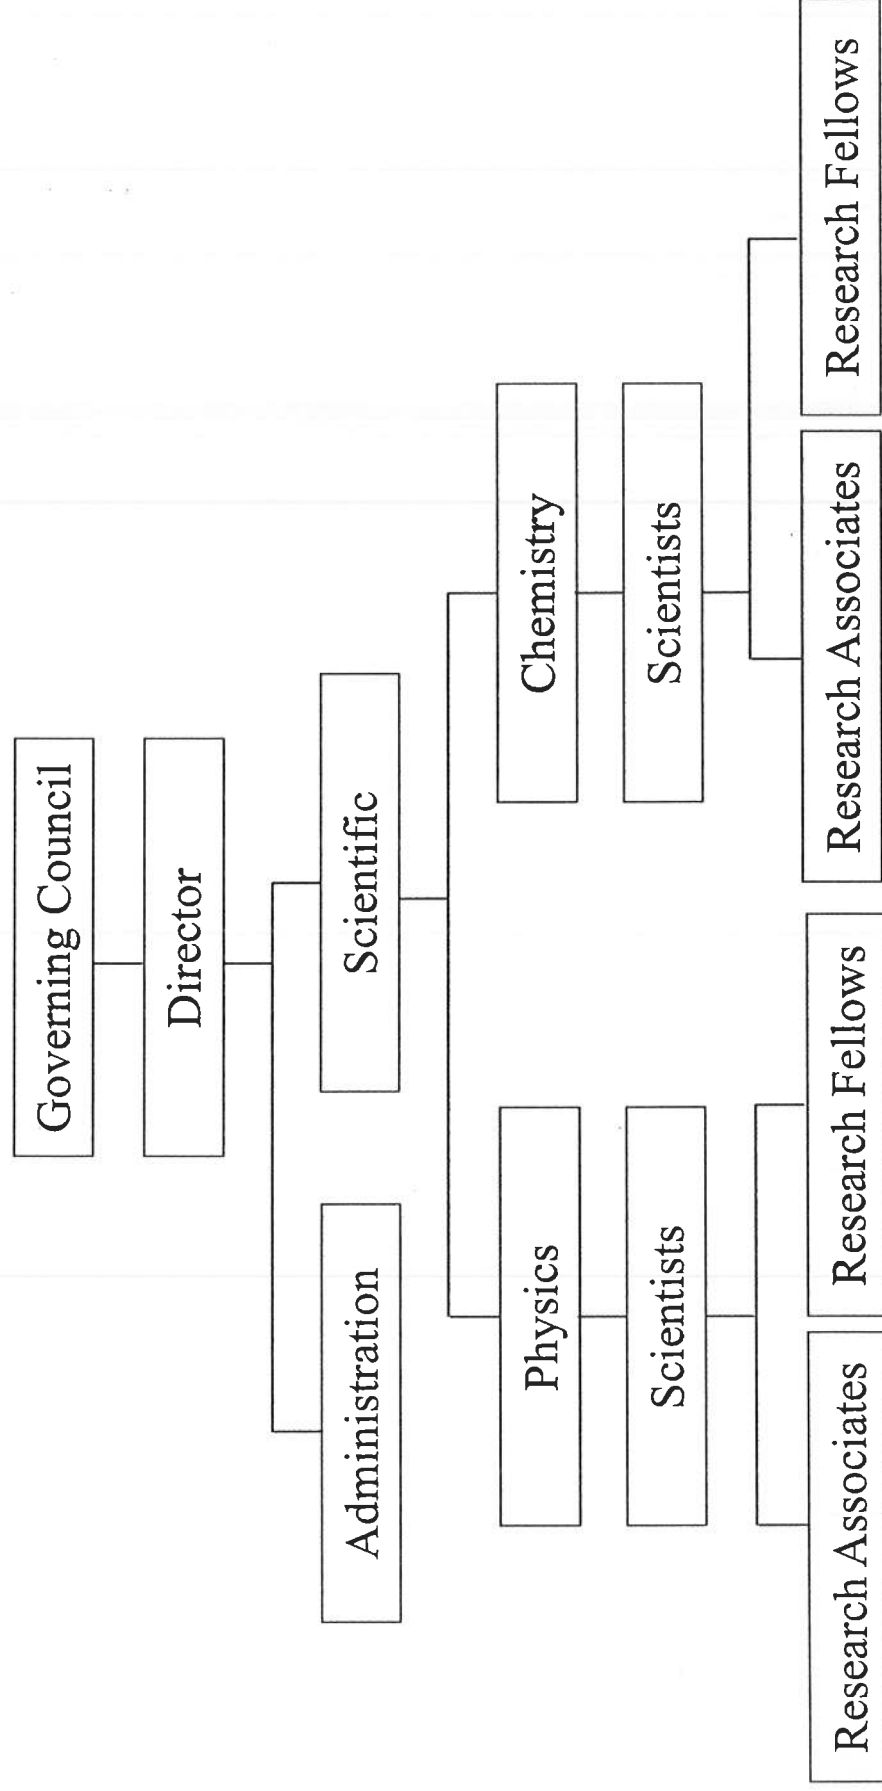 Governing Council
Director
Administration
Scientific
Physics
Chemistry
Scientists
Scientists
Research Associates
Research Fellows
Research Associates
Research Fellows